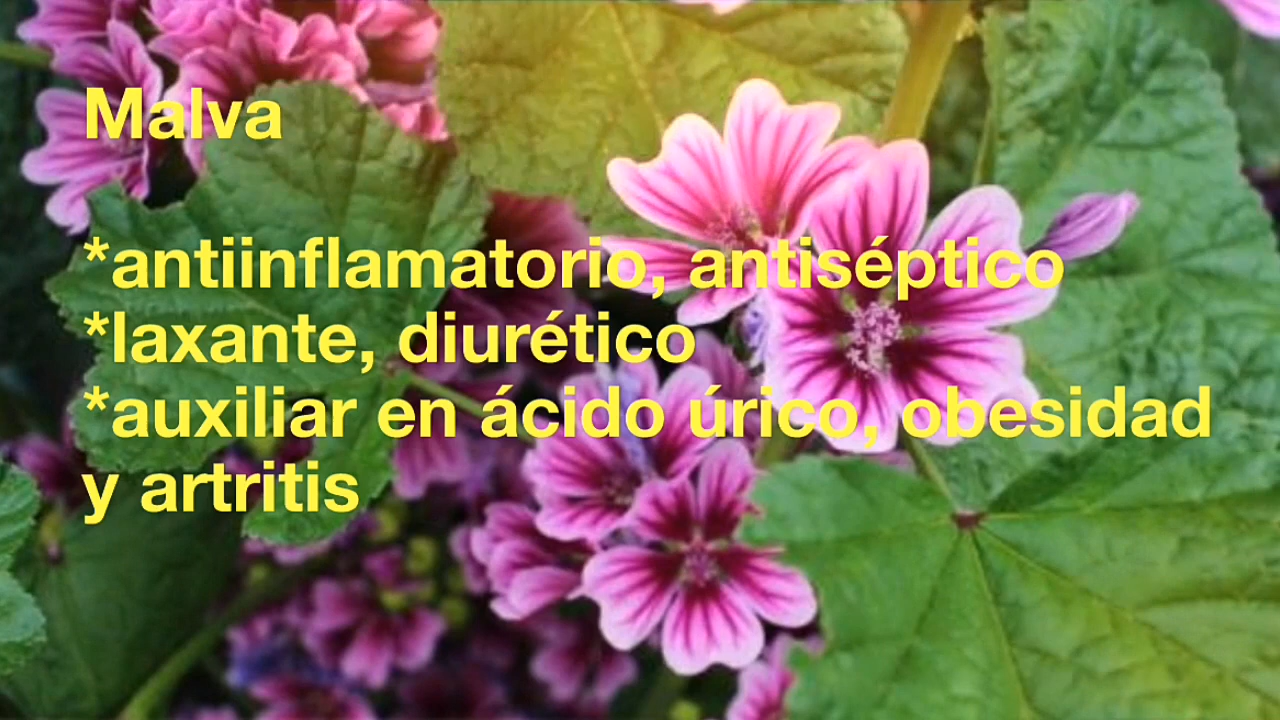 Malva
*antiinflamatorio, antiséptico
*laxante, diurético
*auxiliar en ácido úrico, obesidad
y artritis